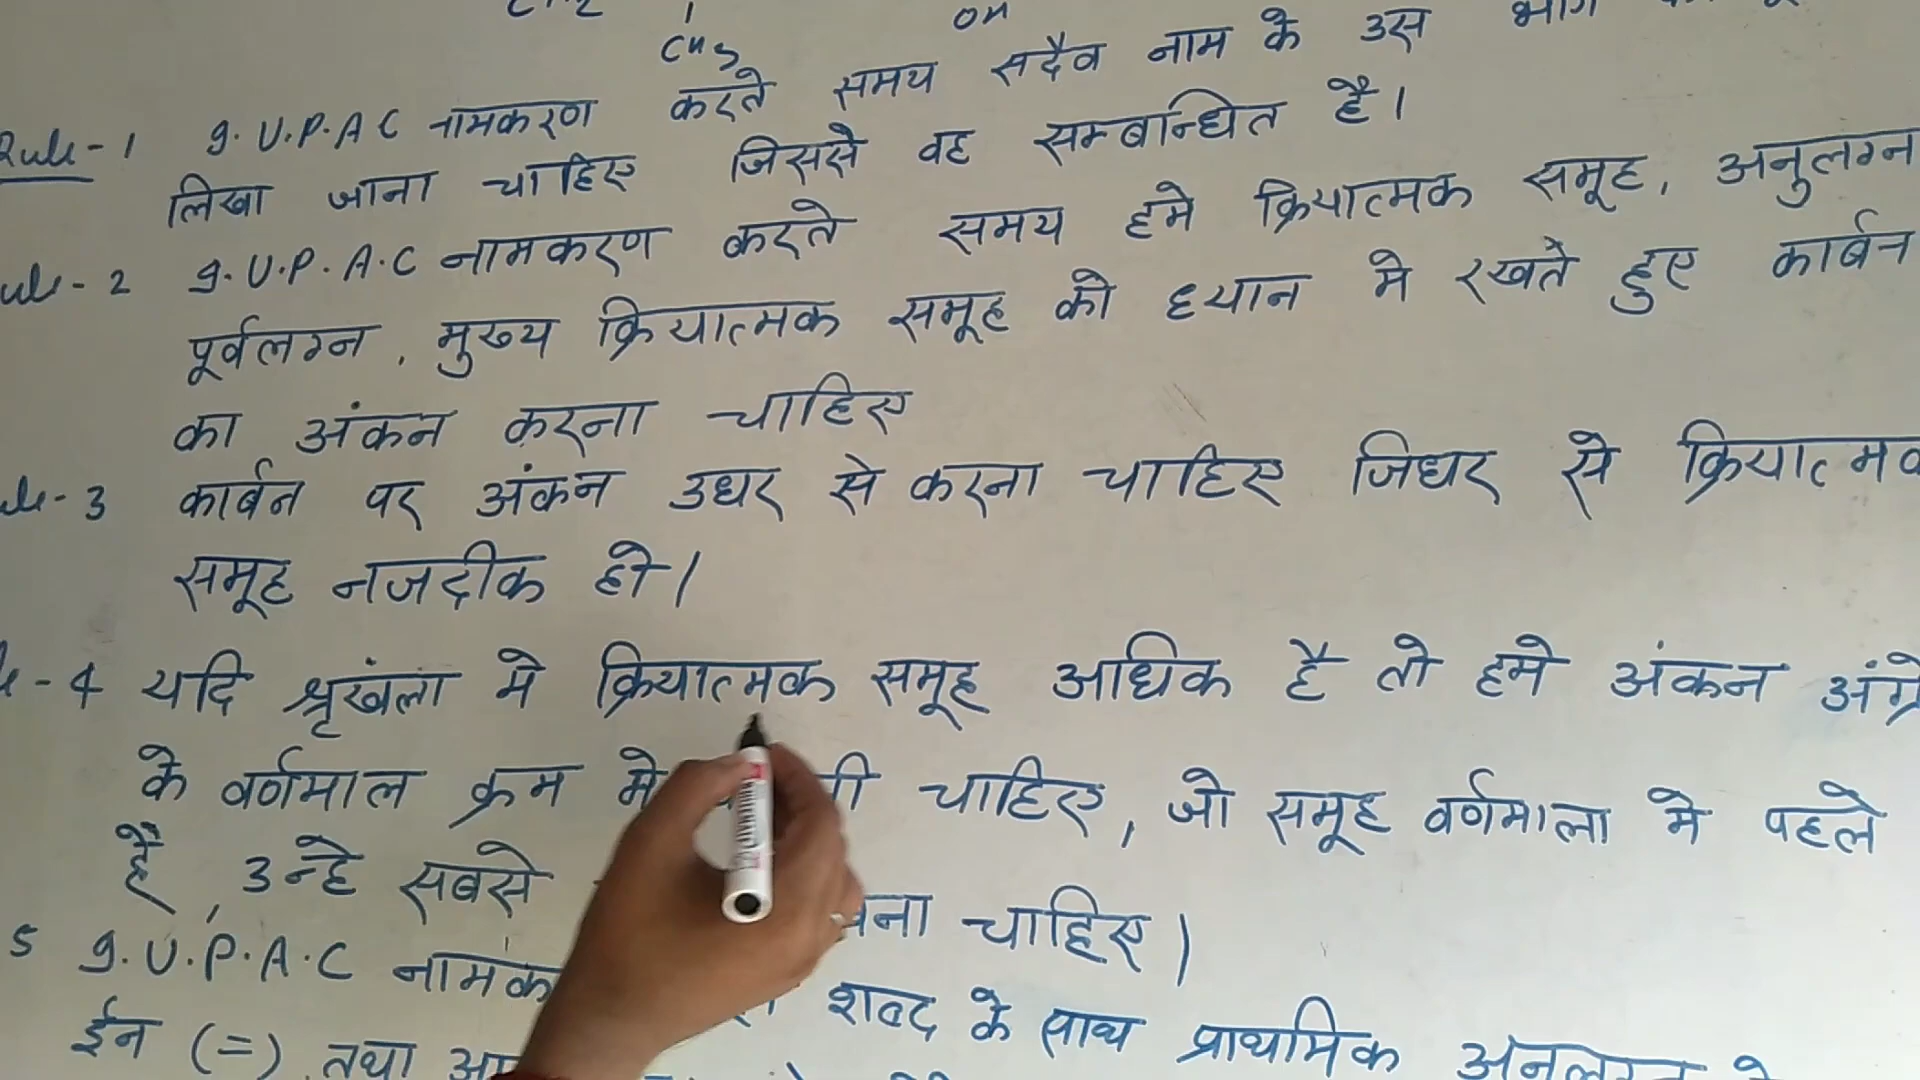 CH₃ OH
Rule-1 I.U.P.A C नामकरण करते समय सदैव नाम के उस भाग
लिखा जाना चाहिए जिससे वह सम्बन्धित है।
ule-2 I.U.P.A.C नामकरण करते समय हमे क्रियात्मक समूह, अनुलग्न
पूर्वलग्न, मुख्य क्रियात्मक समूह को ध्यान मे रखते हुए कार्बन
का अंकन करना चाहिए
ule-3 कार्बन पर अंकन उधर से करना चाहिए जिधर से क्रियात्मक
समूह नजदीक हो।
-4 यदि श्रृखंला मे क्रियात्मक समूह अधिक है तो हमे अंकन अंग्रे
के वर्णमाल क्रम मे चाहिए, जो समूह वर्णमाला मे पहले
है, उन्हे सबसे चाहिए।
5 I.U.P.A.C नामक शब्द के साथ प्राथमिक अनुलग्न
ईन (=) तथा